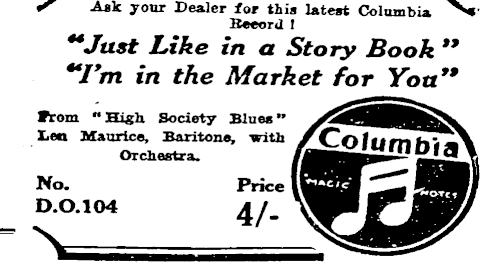 Ask your Dealer for this latest Columbia
Record !
"Just Like in a Story Book"
"I'm in the Market for You"
From "High Society Blues"
Len Maurice, Baritone, with
Orchestra.
No.
D.O.104
Price
4/-
Columbia
MAGIC
NOTES